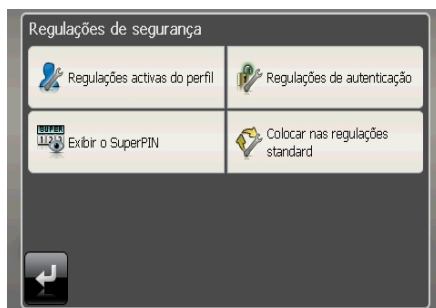 Regulações de segurança
Regulações activas do perfil
Regulações de autenticação
SUPER
Exibir o SuperPIN
Colocar nas regulações
standard